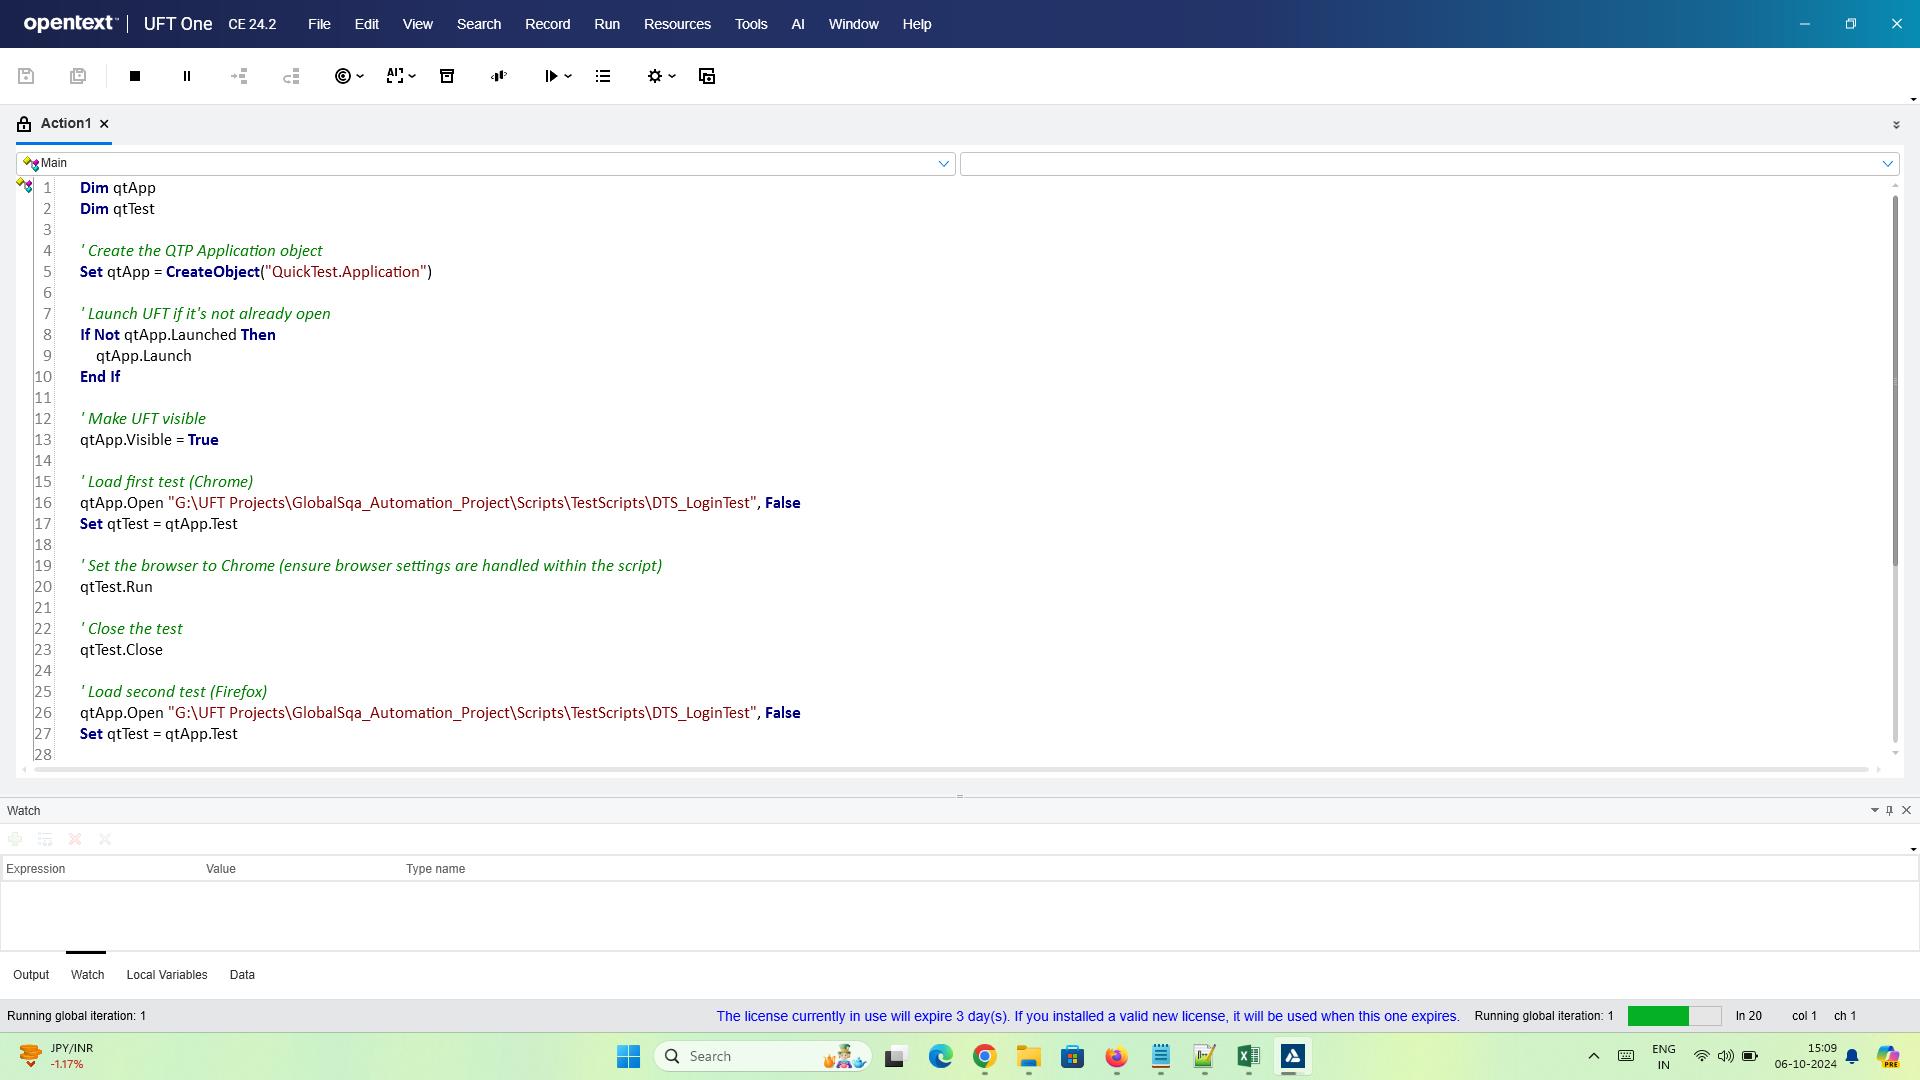 opentext™ | UFT One CE 24.2 File Edit View Search Record Run Resources Tools AI Window Help
AI
Action1
Main
1 Dim qtApp
2 Dim qtTest
3
4 ' Create the QTP Application object
5 Set qtApp = CreateObject("QuickTest.Application")
6
7 ' Launch UFT if it's not already open
8 If Not qtApp.Launched Then
9 qtApp.Launch
10 End If
11
12 ' Make UFT visible
13 qtApp.Visible = True
14
15 ' Load first test (Chrome)
16 qtApp.Open "G:\UFT Projects\GlobalSqa_Automation_Project\Scripts\TestScripts\DTS_LoginTest", False
17 Set qtTest = qtApp.Test
18
19 ' Set the browser to Chrome (ensure browser settings are handled within the script)
20 qtTest.Run
21
22 ' Close the test
23 qtTest.Close
24
25 ' Load second test (Firefox)
26 qtApp.Open "G:\UFT Projects\GlobalSqa_Automation_Project\Scripts\TestScripts\DTS_LoginTest", False
27 Set qtTest = qtApp.Test
28
Watch
Expression Value Type name
Output Watch Local Variables Data
Running global iteration: 1 The license currently in use will expire 3 day(s). If you installed a valid new license, it will be used when this one expires. Running global iteration: 1 ln 20 col 1 ch 1
JPY/INR
-1.17%
Search
ENG
IN
15:09
06-10-2024
PRE